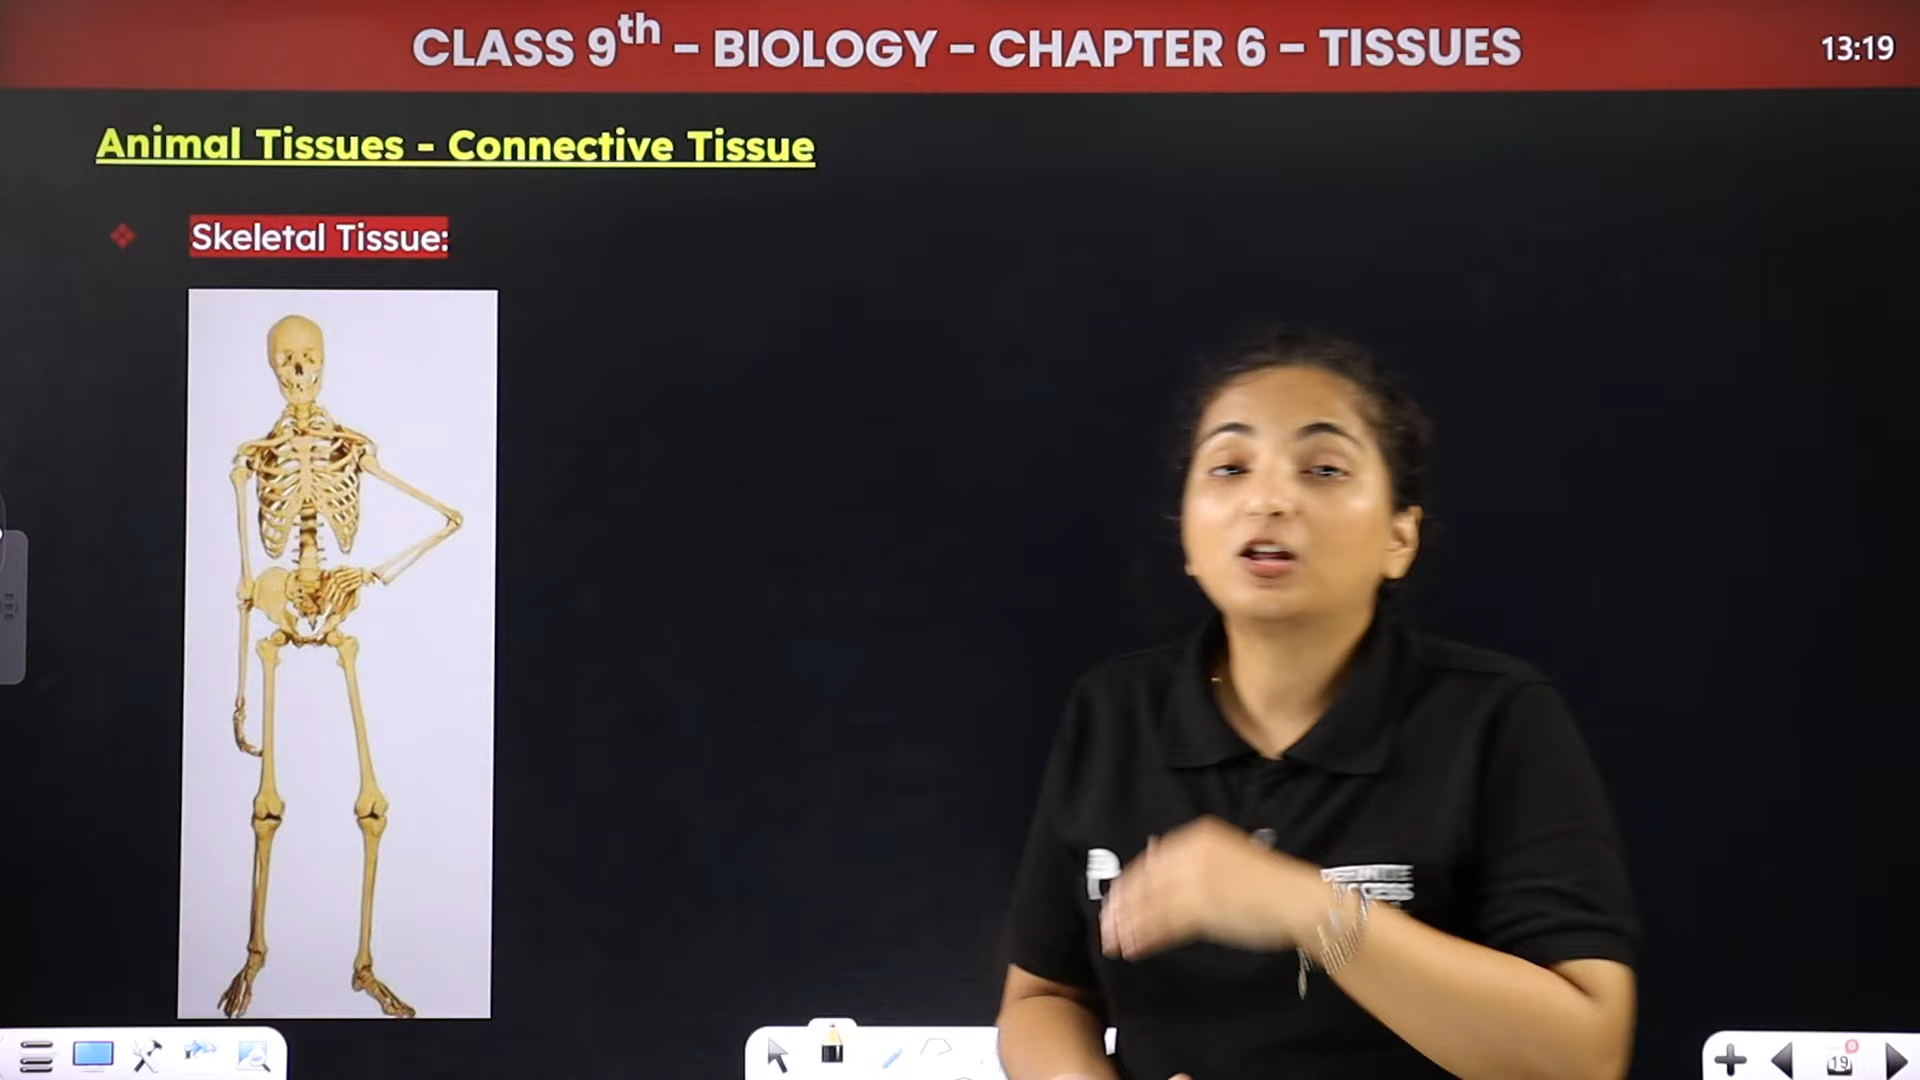 CLASS 9th - BIOLOGY - CHAPTER 6 - TISSUES
13:19
Animal Tissues - Connective Tissue
Skeletal Tissue:
19